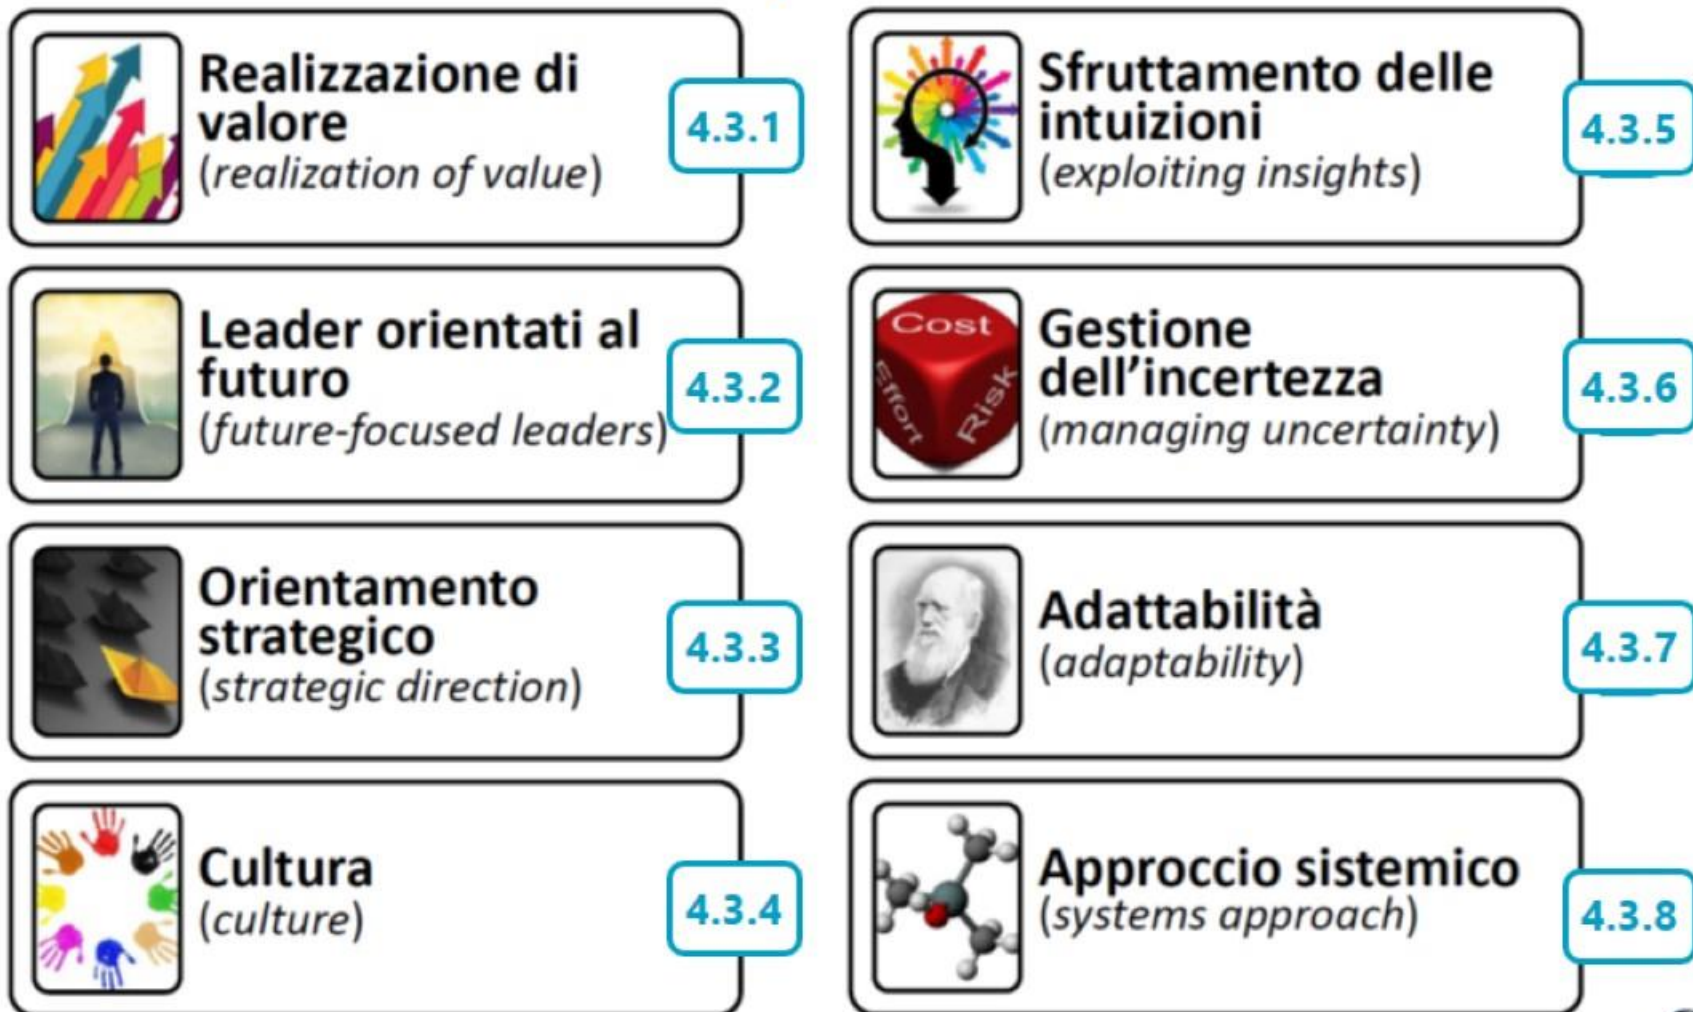 Realizzazione di
valore
(realization of value)
4.3.1
Leader orientati al
futuro
(future-focused leaders)
4.3.2
Orientamento
strategico
(strategic direction)
4.3.3
Cultura
(culture)
4.3.4
Sfruttamento delle
intuizioni
(exploiting insights)
4.3.5
Cost
Effort
Risk
Gestione
dell’incertezza
(managing uncertainty)
4.3.6
Adattabilità
(adaptability)
4.3.7
Approccio sistemico
(systems approach)
4.3.8